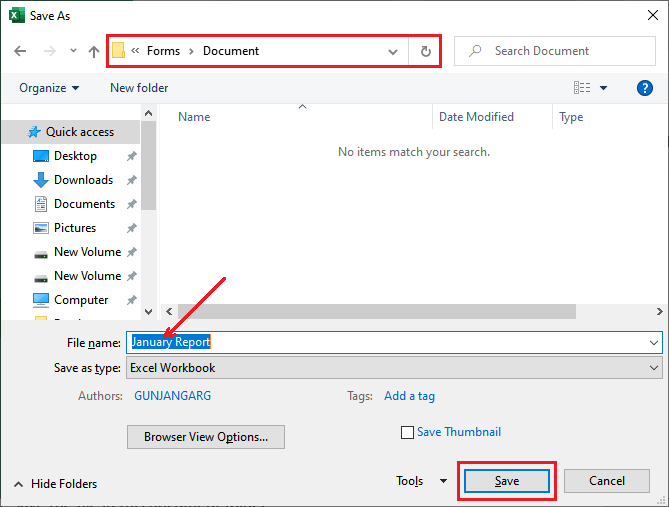 Save As
Forms > Document
Search Document
Organize
New folder
?
Name
Date Modified
Type
Quick access
Desktop
Downloads
Documents
Pictures
New Volume
New Volume
Computer
No items match your search.
File name: January Report
Save as type: Excel Workbook
Authors: GUNJANGARG
Tags: Add a tag
Browser View Options...
Save Thumbnail
Hide Folders
Tools
Save
Cancel